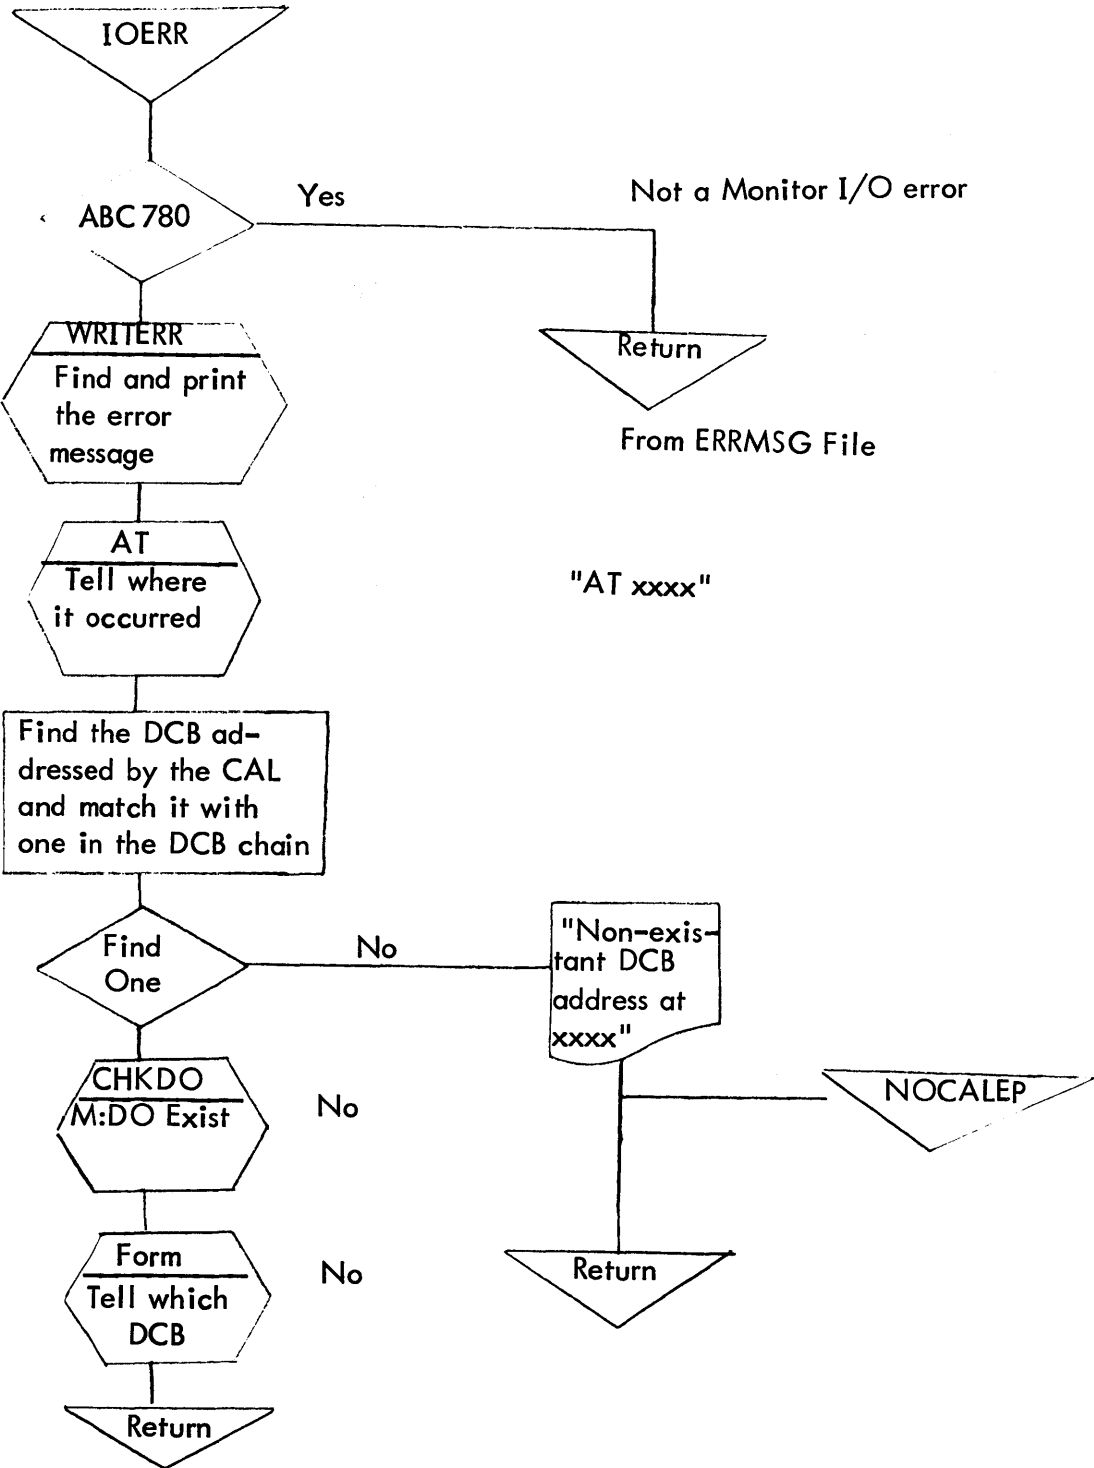 IOERR
ABC780
Yes
Not a Monitor I/O error
Return
From ERRMSG File
WRITERR
Find and print
the error
message
AT
Tell where
it occurred
"AT xxxx"
Find the DCB ad-
dressed by the CAL
and match it with
one in the DCB chain
Find
One
No
"Non-exis-
tant DCB
address at
xxxx"
NOCALEP
CHKDO
M:DO Exist
No
Form
Tell which
DCB
No
Return
Return